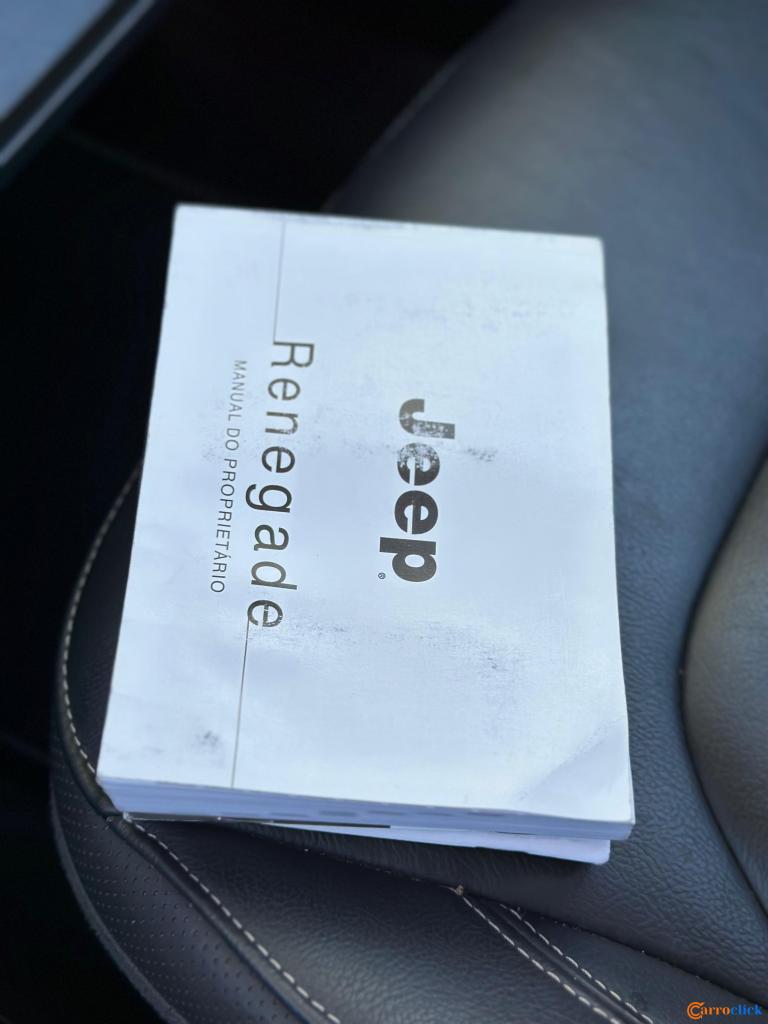 Jeep®
Renegade
MANUAL DO PROPRIETÁRIO
Carroclick